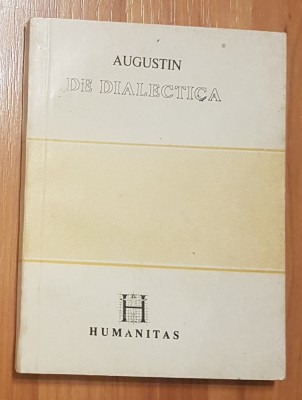 AUGUSTIN
DE DIALECTICA
H
HUMANITAS